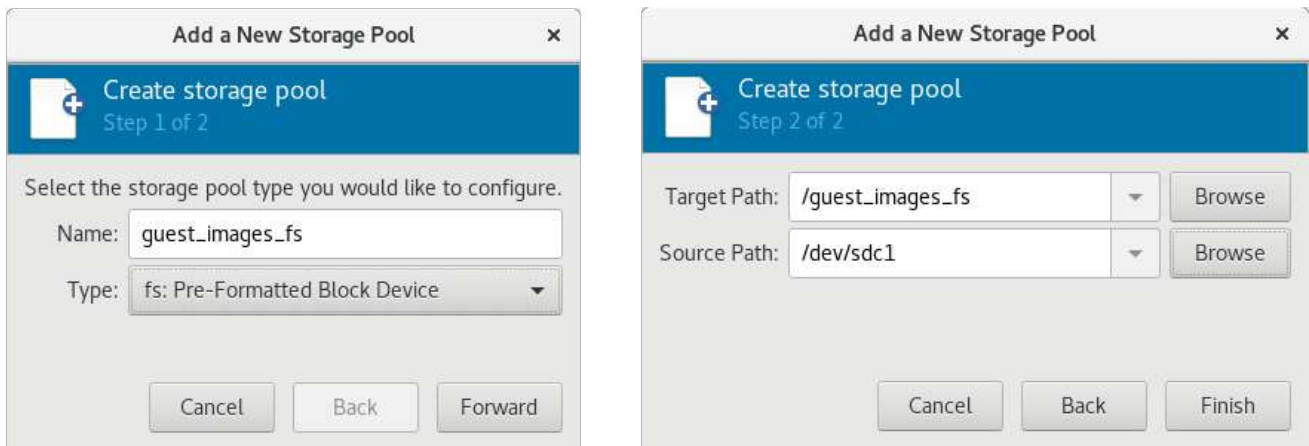 Add a New Storage Pool ×
Create storage pool
Step 1 of 2
Select the storage pool type you would like to configure.
Name: guest_images_fs
Type: fs: Pre-Formatted Block Device
Cancel Back Forward
Add a New Storage Pool ×
Create storage pool
Step 2 of 2
Target Path: /guest_images_fs Browse
Source Path: /dev/sdc1 Browse
Cancel Back Finish